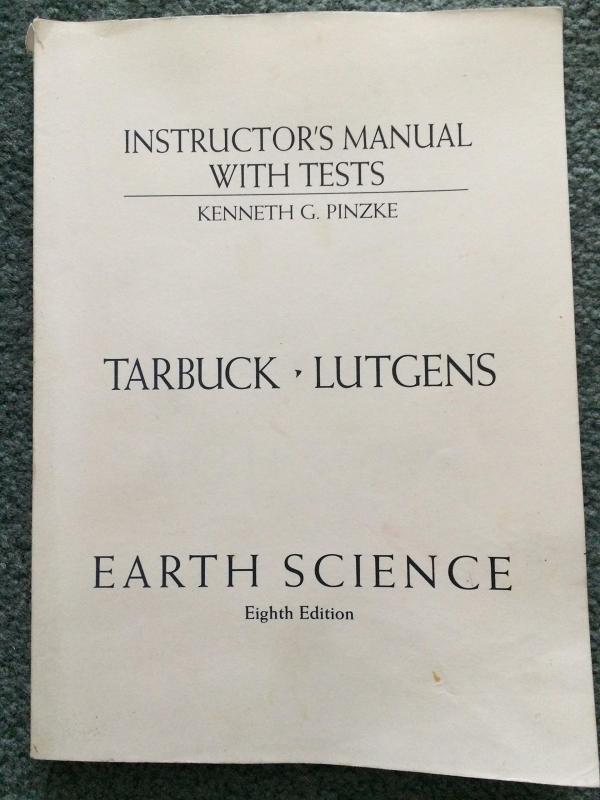 INSTRUCTOR'S MANUAL
WITH TESTS
KENNETH G. PINZKE
TARBUCK · LUTGENS
EARTH SCIENCE
Eighth Edition